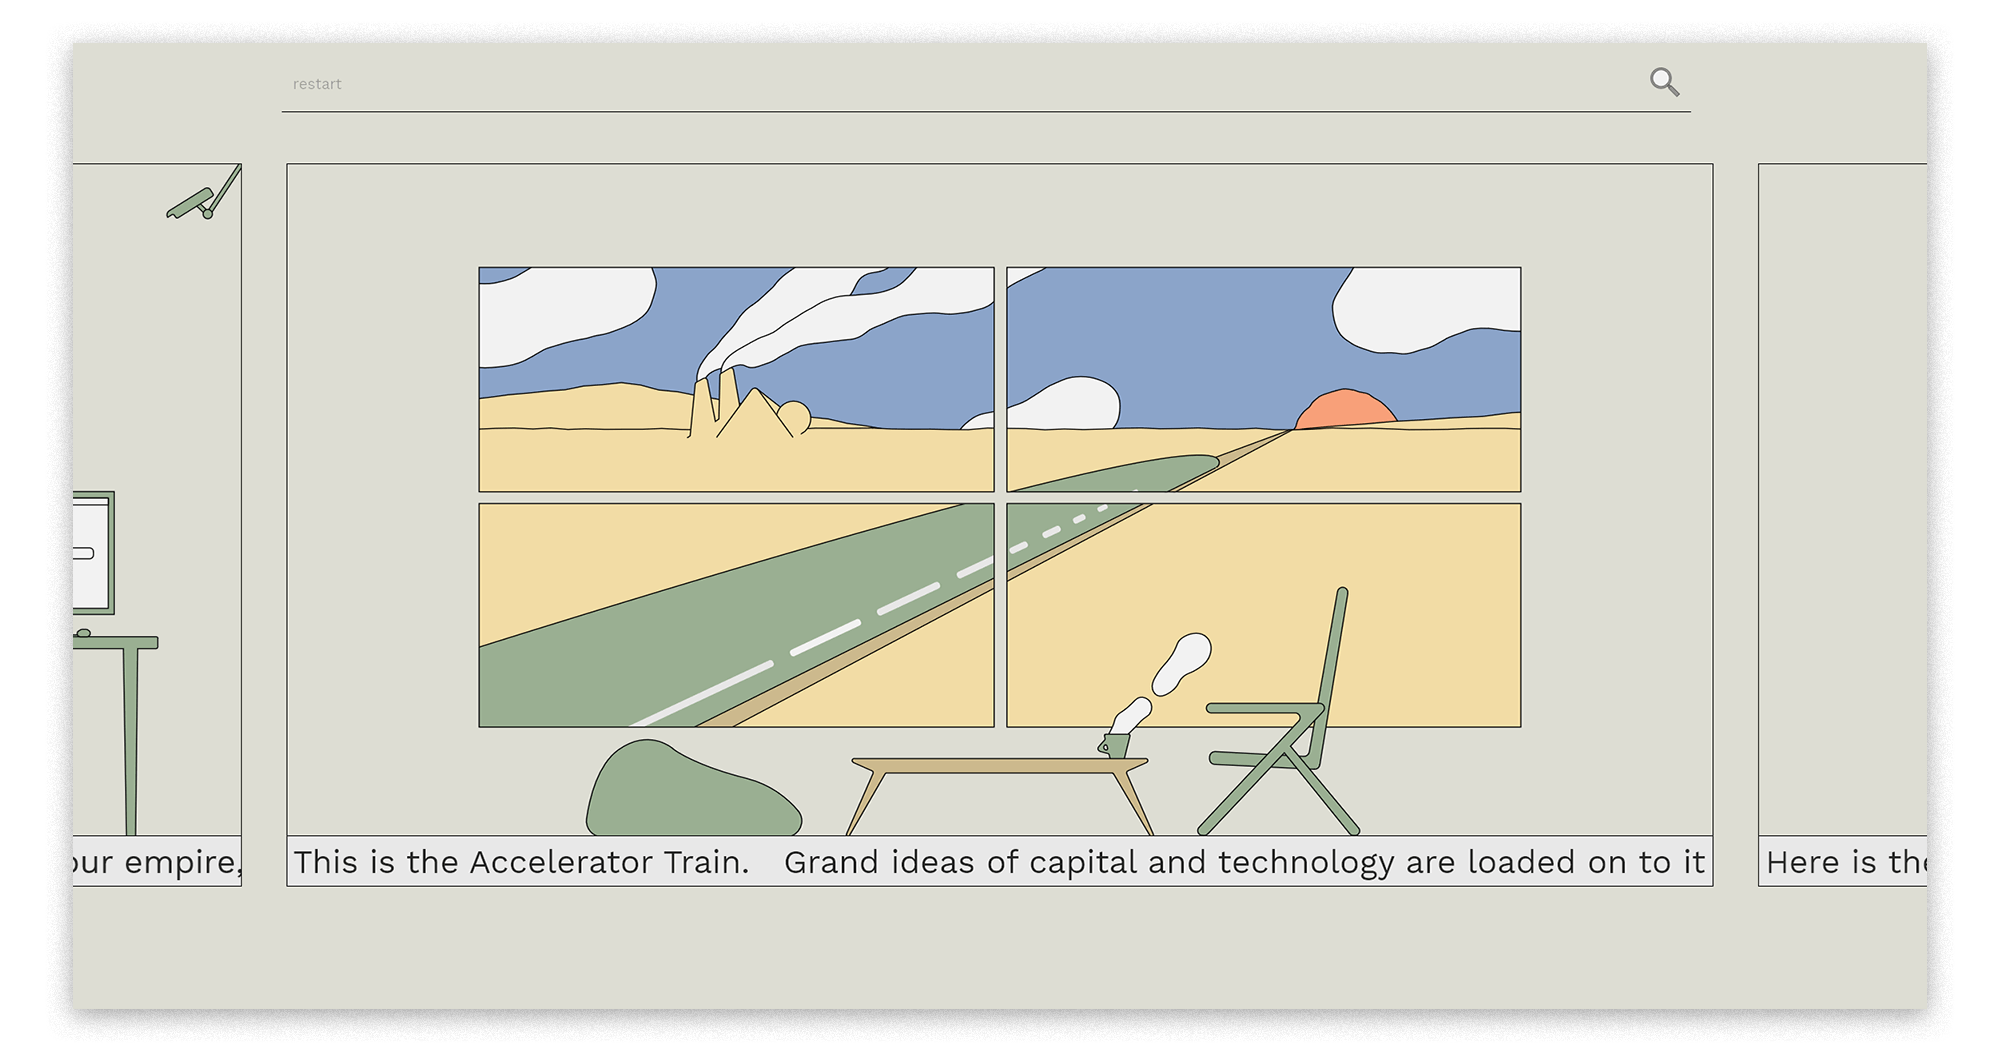 restart
our empire,
This is the Accelerator Train. Grand ideas of capital and technology are loaded on to it
Here is the